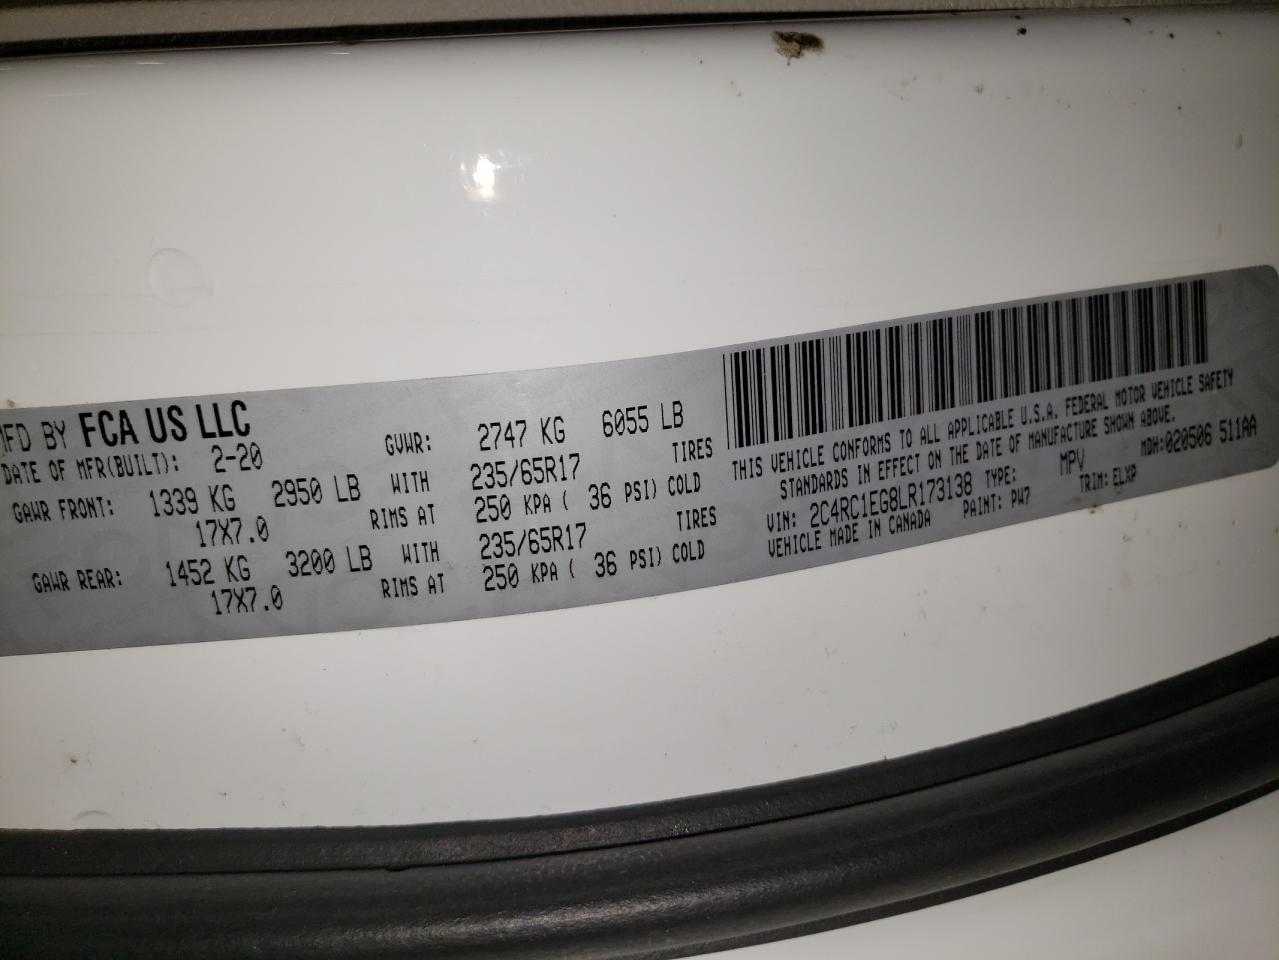 MFD BY FCA US LLC
DATE OF MFR(BUILT): 2-20 GVWR: 2747 KG 6055 LB
GAWR FRONT: 1339 KG 2950 LB WITH 235/65R17 TIRES
17X7.0 RIMS AT 250 KPA ( 36 PSI) COLD
GAWR REAR: 1452 KG 3200 LB WITH 235/65R17 TIRES
17X7.0 RIMS AT 250 KPA ( 36 PSI) COLD
THIS VEHICLE CONFORMS TO ALL APPLICABLE U.S.A. FEDERAL MOTOR VEHICLE SAFETY
STANDARDS IN EFFECT ON THE DATE OF MANUFACTURE SHOWN ABOVE.
MDH:020506 511AA
VIN: 2C4RC1EG8LR173138 TYPE: MPV
VEHICLE MADE IN CANADA PAINT: PW7 TRIM: ELXP